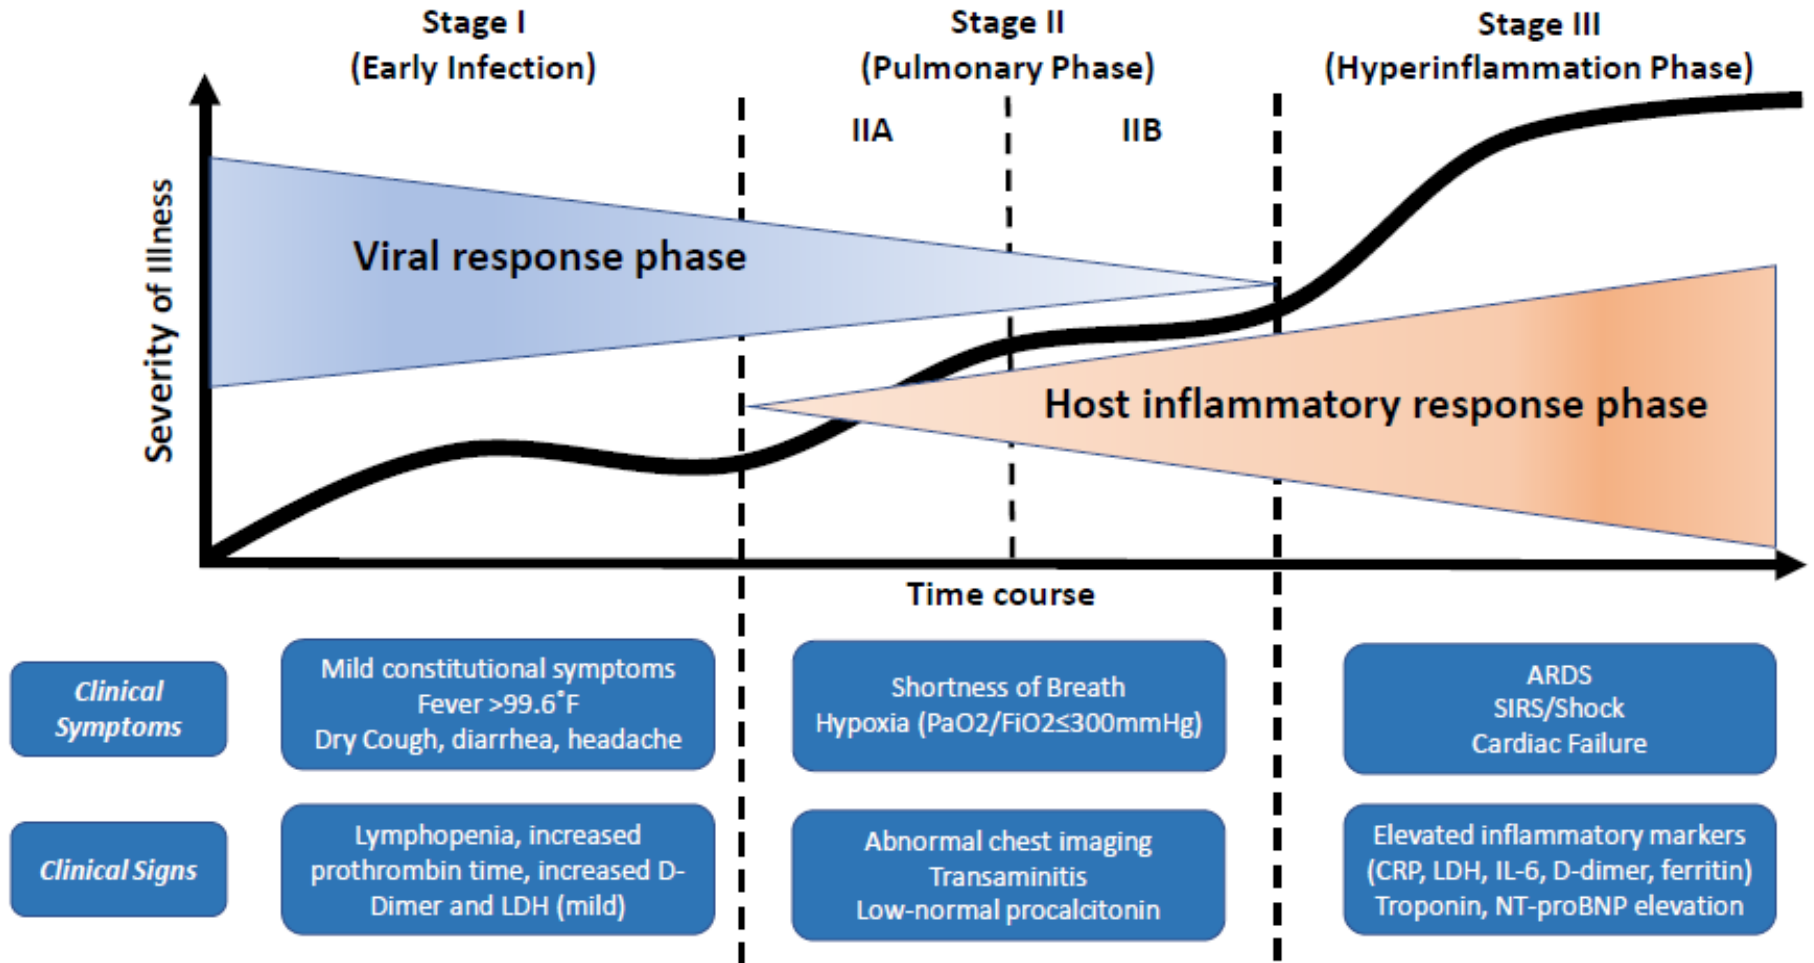 Stage I
(Early Infection)
Stage II
(Pulmonary Phase)
Stage III
(Hyperinflammation Phase)
IIA
IIB
Severity of Illness
Viral response phase
Host inflammatory response phase
Time course
Clinical
Symptoms
Mild constitutional symptoms
Fever >99.6°F
Dry Cough, diarrhea, headache
Shortness of Breath
Hypoxia (PaO2/FiO2≤300mmHg)
ARDS
SIRS/Shock
Cardiac Failure
Clinical Signs
Lymphopenia, increased
prothrombin time, increased D-
Dimer and LDH (mild)
Abnormal chest imaging
Transaminitis
Low-normal procalcitonin
Elevated inflammatory markers
(CRP, LDH, IL-6, D-dimer, ferritin)
Troponin, NT-proBNP elevation